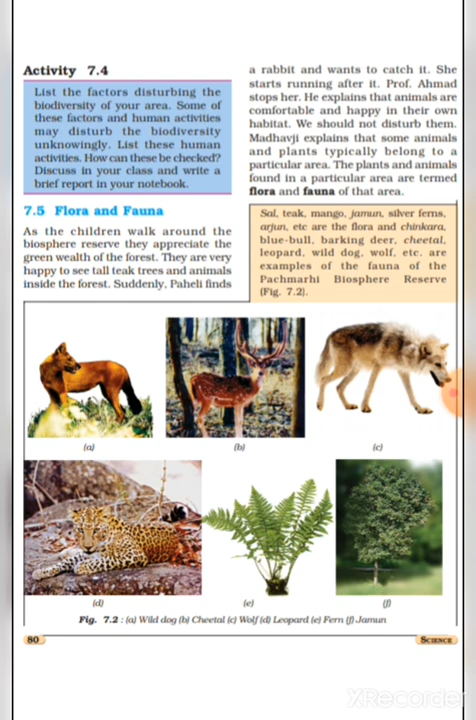 Activity 7.4
List the factors disturbing the
biodiversity of your area. Some of
these factors and human activities
may disturb the biodiversity
unknowingly. List these human
activities. How can these be checked?
Discuss in your class and write a
brief report in your notebook.
7.5 Flora and Fauna
As the children walk around the
biosphere reserve they appreciate the
green wealth of the forest. They are very
happy to see tall teak trees and animals
inside the forest. Suddenly, Paheli finds
a rabbit and wants to catch it. She
starts running after it. Prof. Ahmad
stops her. He explains that animals are
comfortable and happy in their own
habitat. We should not disturb them.
Madhavji explains that some animals
and plants typically belong to a
particular area. The plants and animals
found in a particular area are termed
flora and fauna of that area.
Sal, teak, mango, jamun, silver ferns,
arjun, etc are the flora and chinkara,
blue-bull, barking deer, cheetal,
leopard, wild dog, wolf, etc. are
examples of the fauna of the
Pachmarhi Biosphere Reserve
(Fig. 7.2).
(a)
(b)
(c)
(d)
(e)
(f)
Fig. 7.2 : (a) Wild dog (b) Cheetal (c) Wolf (d) Leopard (e) Fern (f) Jamun
80
SCIENCE
XRecorder